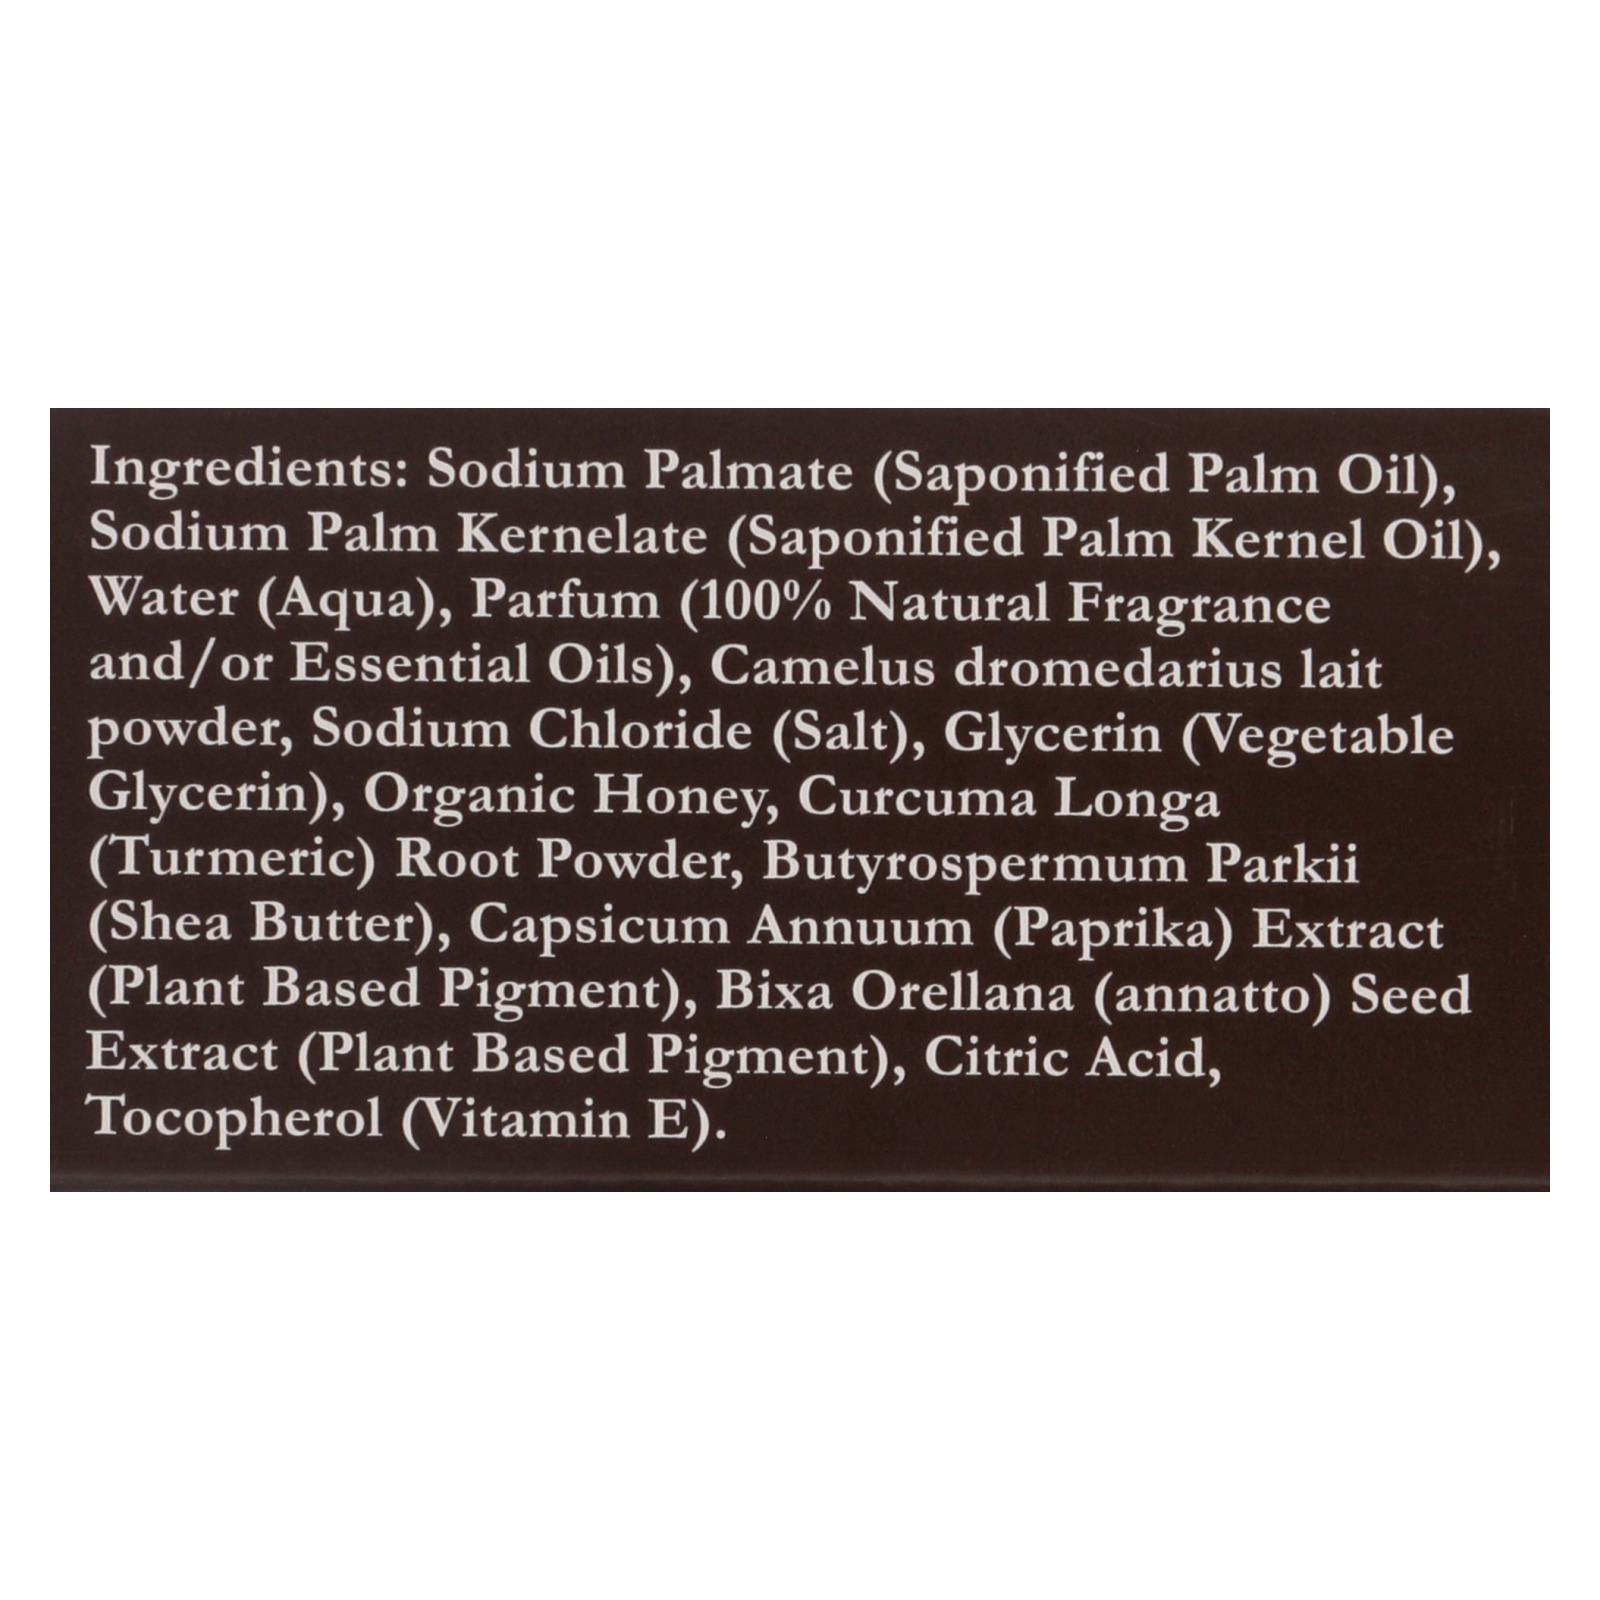 Ingredients: Sodium Palmate (Saponified Palm Oil),
Sodium Palm Kernelate (Saponified Palm Kernel Oil),
Water (Aqua), Parfum (100% Natural Fragrance
and/or Essential Oils), Camelus dromedarius lait
powder, Sodium Chloride (Salt), Glycerin (Vegetable
Glycerin), Organic Honey, Curcuma Longa
(Turmeric) Root Powder, Butyrospermum Parkii
(Shea Butter), Capsicum Annuum (Paprika) Extract
(Plant Based Pigment), Bixa Orellana (annatto) Seed
Extract (Plant Based Pigment), Citric Acid,
Tocopherol (Vitamin E).